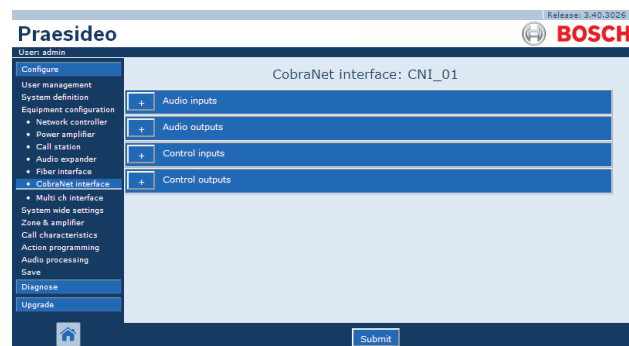 Release: 3.40.3026
Praesideo
BOSCH
User: admin
Configure
CobraNet interface: CNI_01
User management
System definition
Equipment configuration
• Network controller
• Power amplifier
• Call station
• Audio expander
• Fiber interface
• CobraNet interface
• Multi ch interface
System wide settings
Zone & amplifier
Call characteristics
Action programming
Audio processing
Save
Diagnose
Upgrade
+ Audio inputs
+ Audio outputs
+ Control inputs
+ Control outputs
Submit